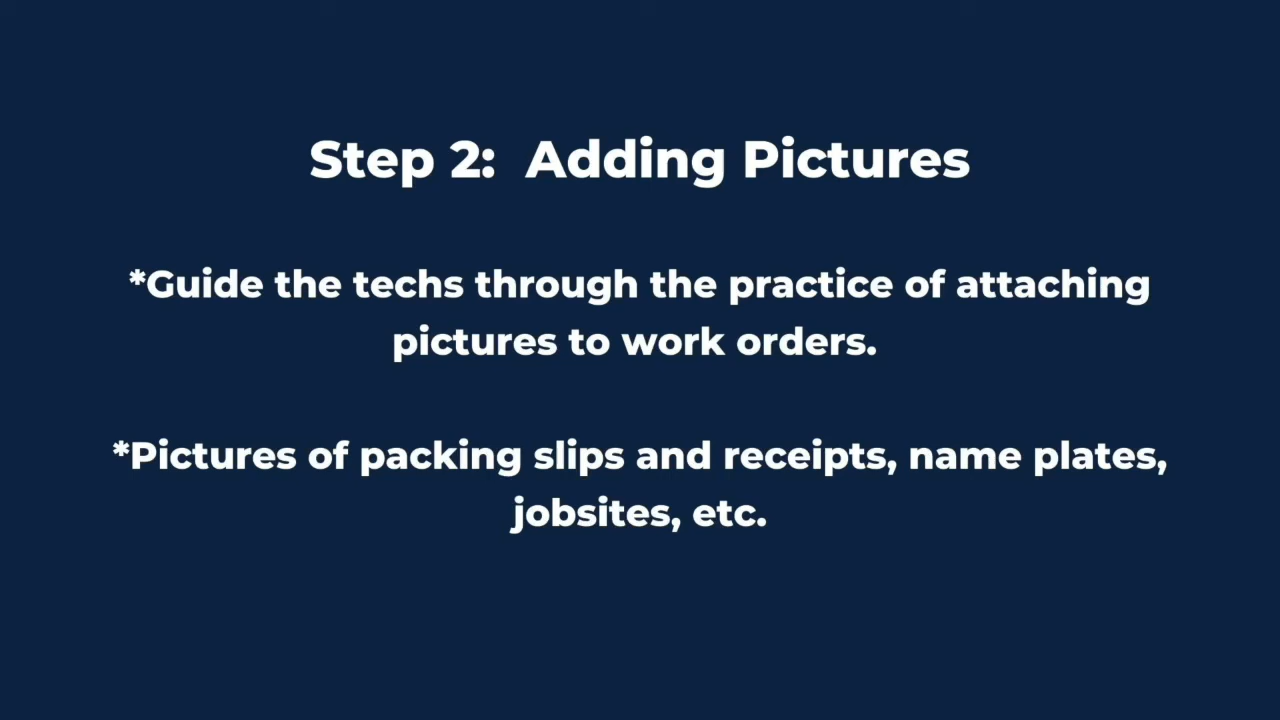 Step 2:  Adding Pictures
*Guide the techs through the practice of attaching
pictures to work orders.
*Pictures of packing slips and receipts, name plates,
jobsites, etc.